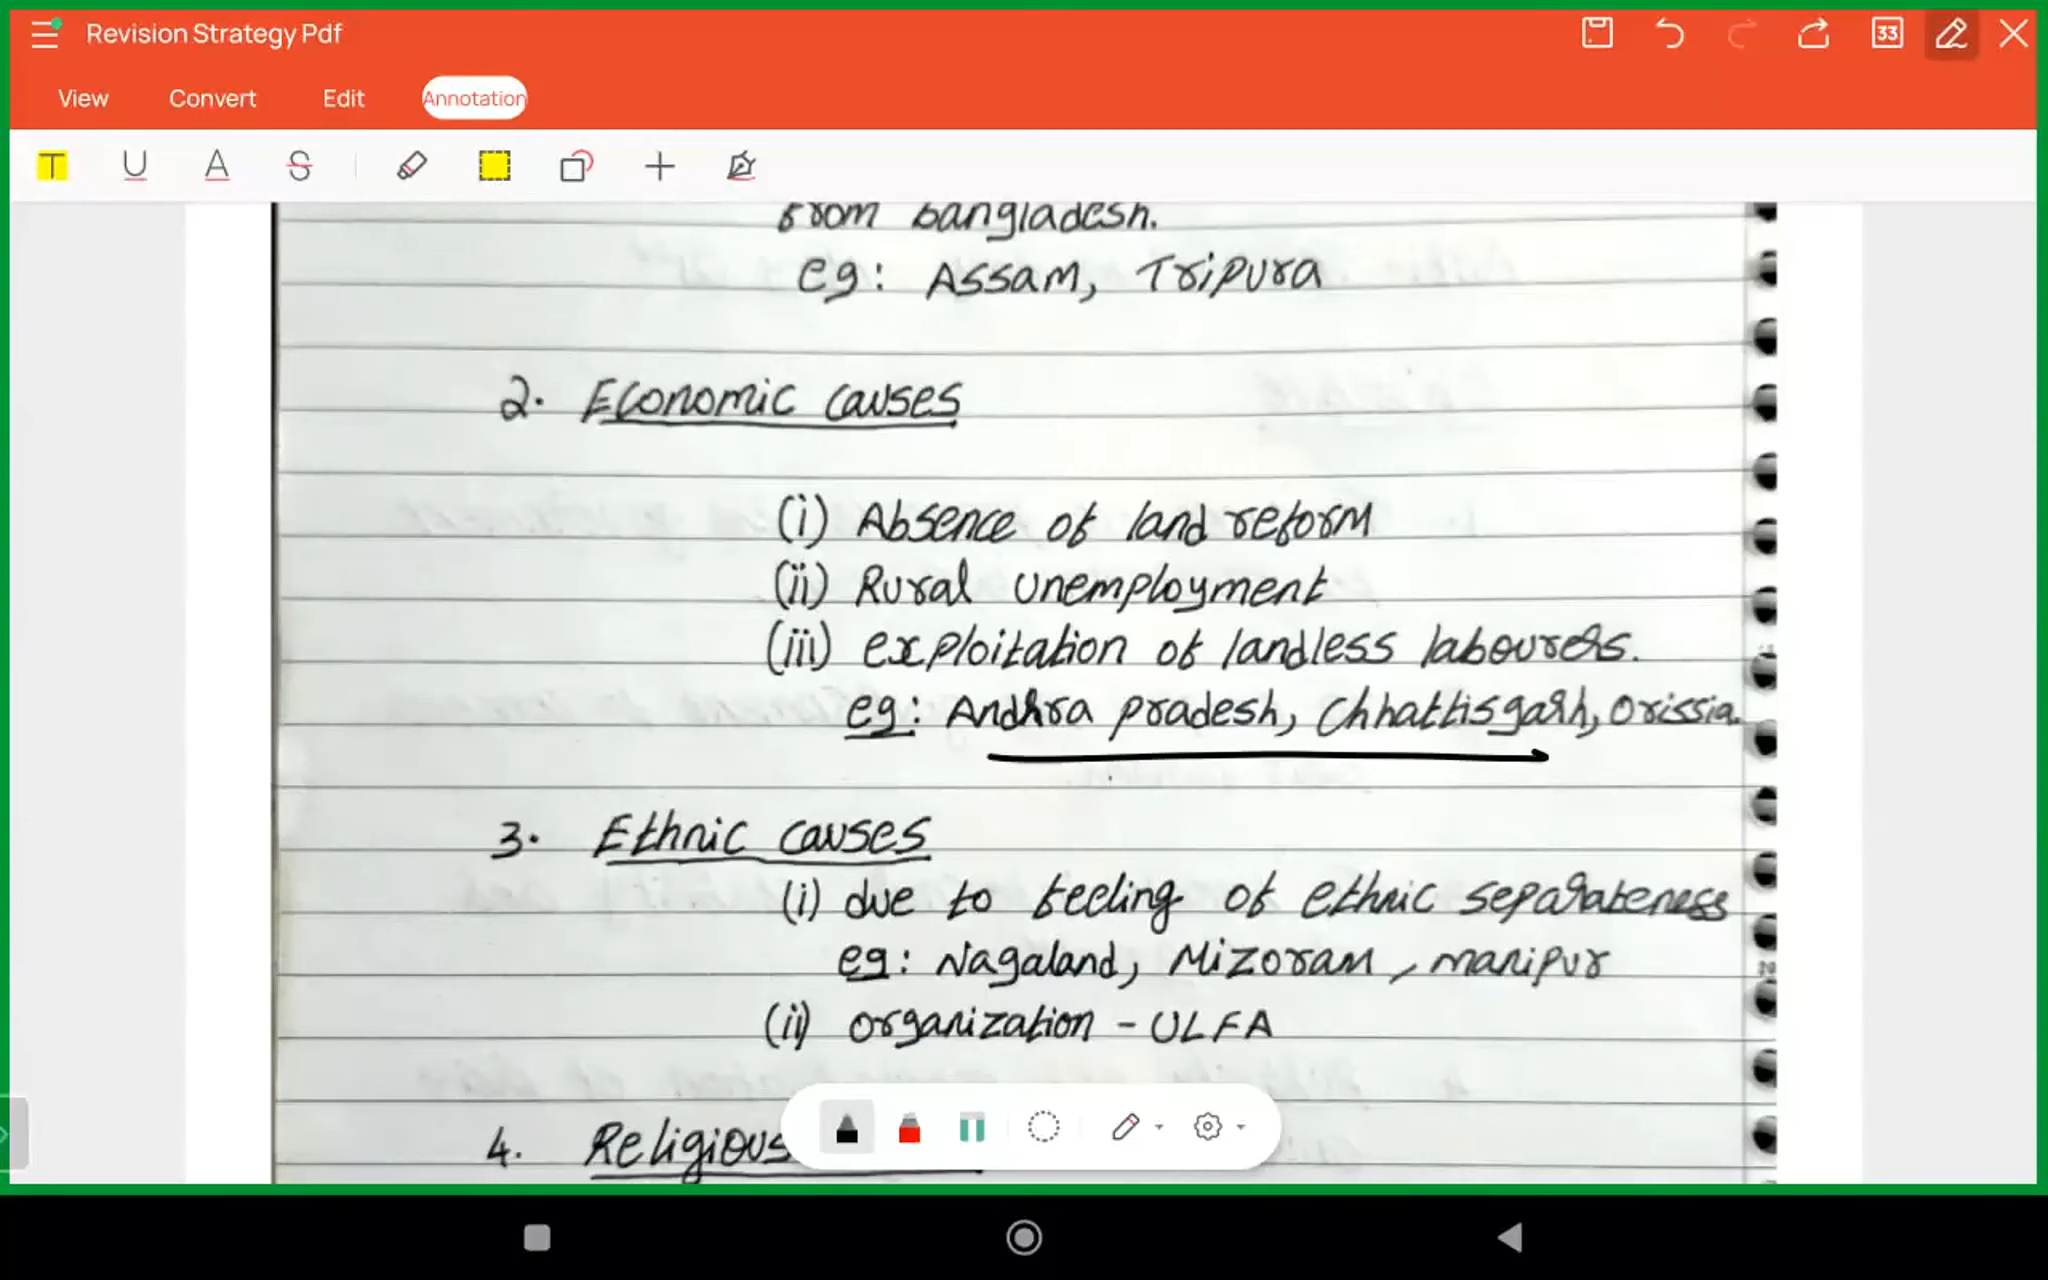 Revision Strategy Pdf
33
View Convert Edit Annotation
T U A S
from bangladesh.
eg: Assam, Tripura
2. Economic causes
(i) Absence of land reform
(ii) Rural unemployment
(iii) exploitation of landless labourers.
eg: Andhra pradesh, Chhattisgarh, Orissia.
3. Ethnic causes
(i) due to feeling of ethnic separateness
eg: Nagaland, Mizoram, manipur
(ii) organization - ULFA
4. Religious